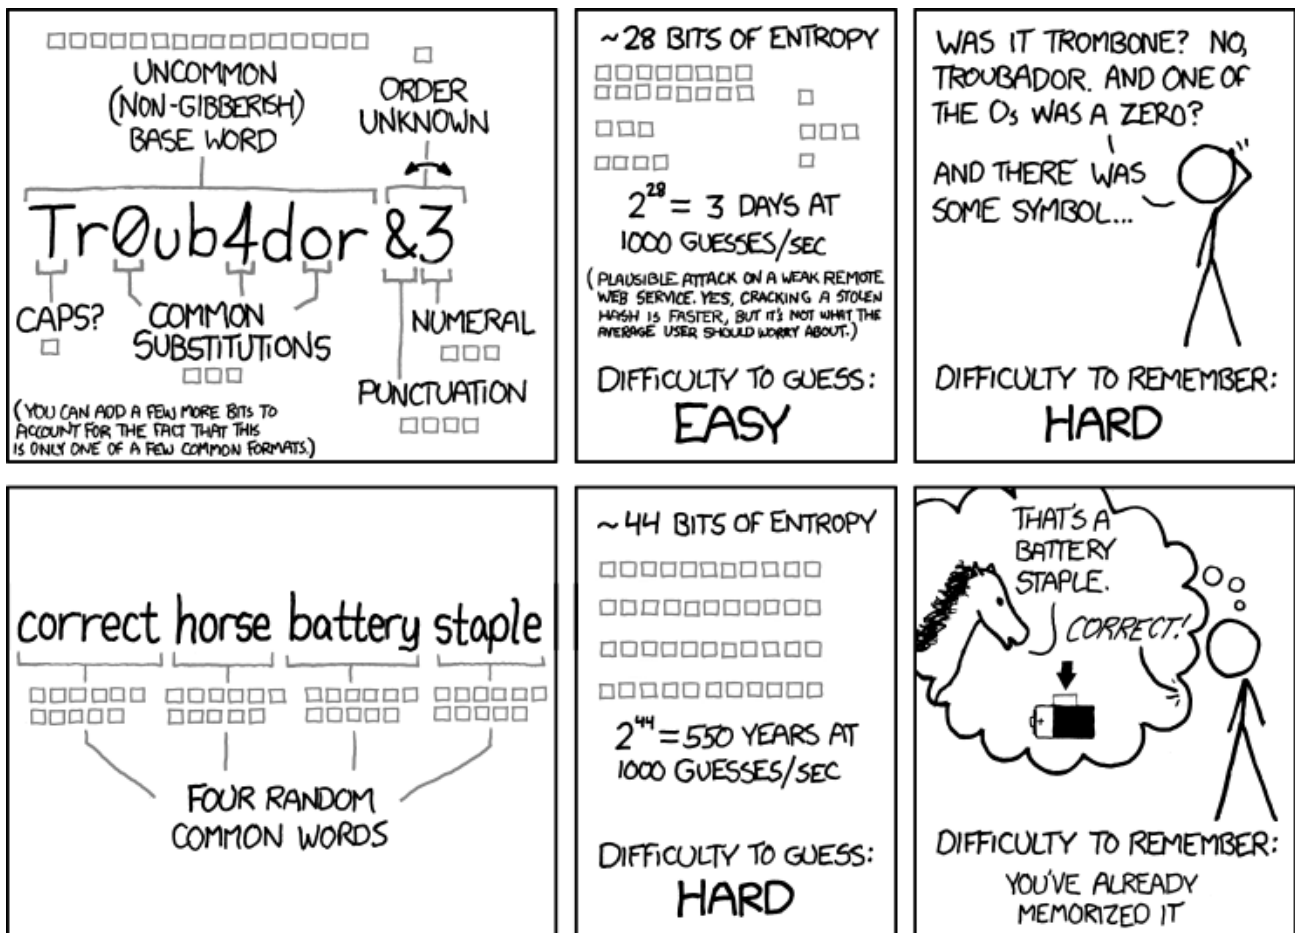 UNCOMMON
(NON-GIBBERISH)
BASE WORD
ORDER
UNKNOWN
Tr0ub4dor &3
CAPS?
COMMON
SUBSTITUTIONS
NUMERAL
PUNCTUATION
(YOU CAN ADD A FEW MORE BITS TO
ACCOUNT FOR THE FACT THAT THIS
IS ONLY ONE OF A FEW COMMON FORMATS.)
~28 BITS OF ENTROPY
2^28 = 3 DAYS AT
1000 GUESSES/SEC
(PLAUSIBLE ATTACK ON A WEAK REMOTE
WEB SERVICE. YES, CRACKING A STOLEN
HASH IS FASTER, BUT IT'S NOT WHAT THE
AVERAGE USER SHOULD WORRY ABOUT.)
DIFFICULTY TO GUESS:
EASY
WAS IT TROMBONE? NO,
TROUBADOR. AND ONE OF
THE Os WAS A ZERO?
AND THERE WAS
SOME SYMBOL...
DIFFICULTY TO REMEMBER:
HARD
correct horse battery staple
FOUR RANDOM
COMMON WORDS
~44 BITS OF ENTROPY
2^44 = 550 YEARS AT
1000 GUESSES/SEC
DIFFICULTY TO GUESS:
HARD
THAT'S A
BATTERY
STAPLE.
CORRECT!
+
DIFFICULTY TO REMEMBER:
YOU'VE ALREADY
MEMORIZED IT